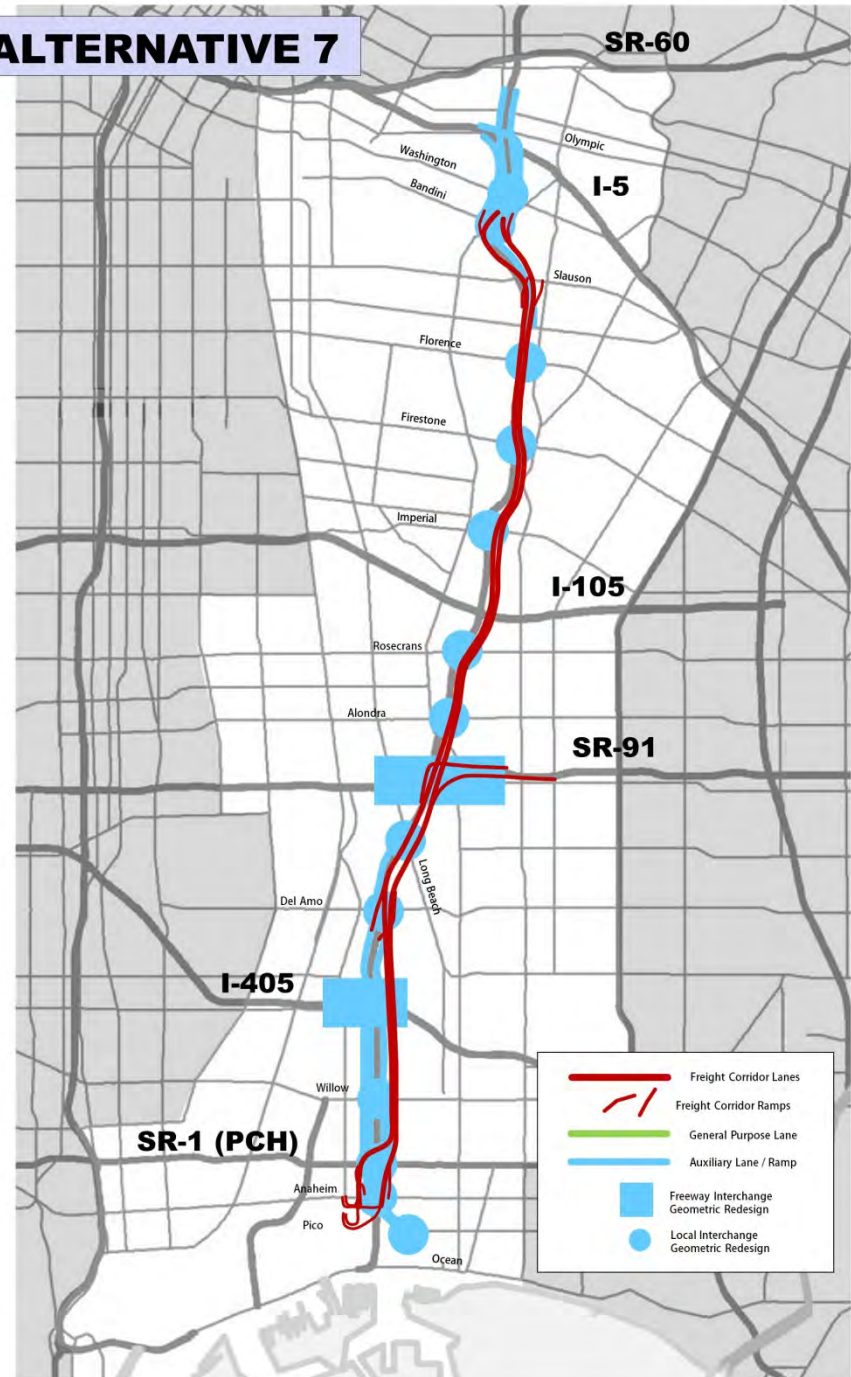 ALTERNATIVE 7
SR-60
Olympic
Washington
I-5
Bandini
Slauson
Florence
Firestone
Imperial
I-105
Rosecrans
Alondra
SR-91
Long Beach
Del Amo
I-405
Willow
SR-1 (PCH)
Anaheim
Pico
Ocean
Freight Corridor Lanes
Freight Corridor Ramps
General Purpose Lane
Auxiliary Lane / Ramp
Freeway Interchange
Geometric Redesign
Local Interchange
Geometric Redesign